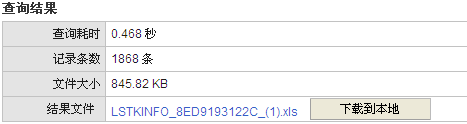 查询结果
查询耗时 0.468 秒
记录条数 1868 条
文件大小 845.82 KB
结果文件 LSTKINFO_8ED9193122C_(1).xls 下载到本地